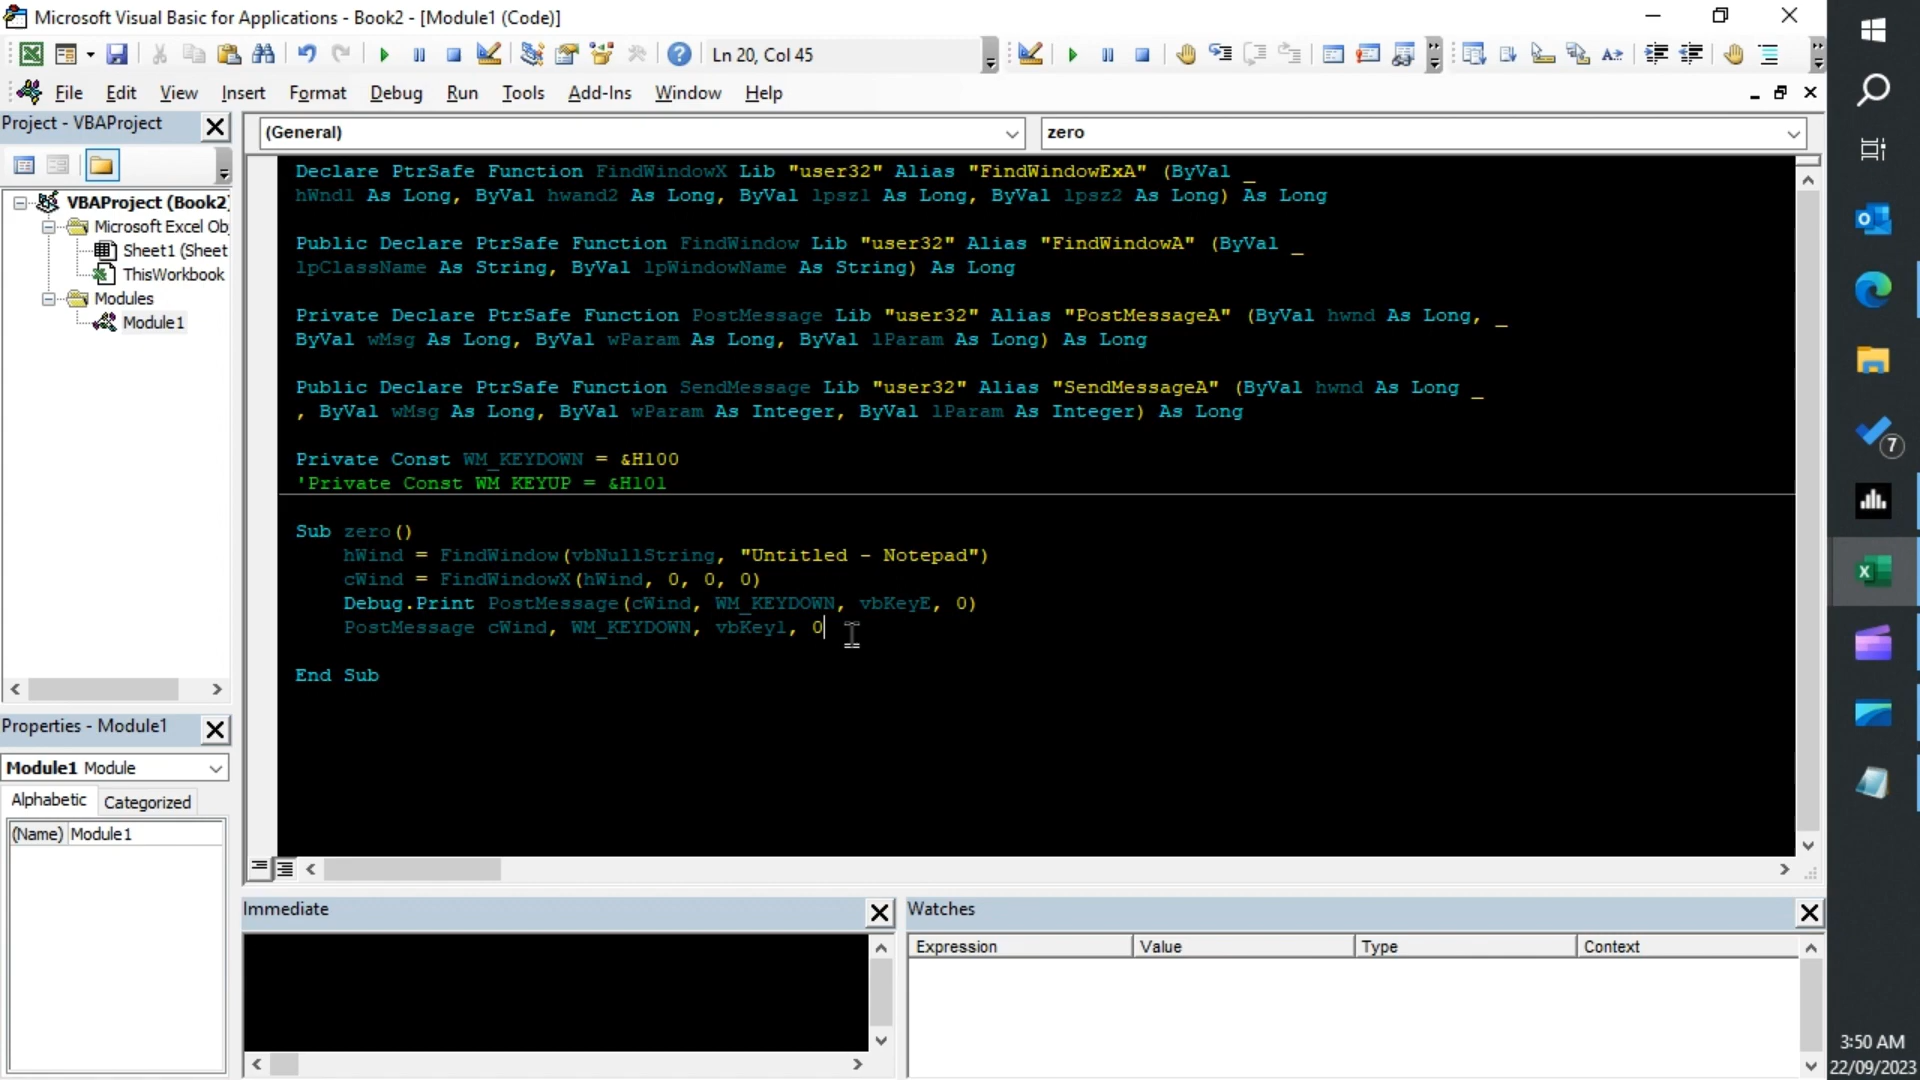 Microsoft Visual Basic for Applications - Book2 - [Module1 (Code)]
Ln 20, Col 45
File Edit View Insert Format Debug Run Tools Add-Ins Window Help
Project - VBAProject
(General)
zero
VBAProject (Book2)
Microsoft Excel Ob
Sheet1 (Sheet
ThisWorkbook
Modules
Module1
Declare PtrSafe Function FindWindowX Lib "user32" Alias "FindWindowExA" (ByVal _
hWnd1 As Long, ByVal hwand2 As Long, ByVal lpsz1 As Long, ByVal lpsz2 As Long) As Long
Public Declare PtrSafe Function FindWindow Lib "user32" Alias "FindWindowA" (ByVal _
lpClassName As String, ByVal lpWindowName As String) As Long
Private Declare PtrSafe Function PostMessage Lib "user32" Alias "PostMessageA" (ByVal hwnd As Long, _
ByVal wMsg As Long, ByVal wParam As Long, ByVal lParam As Long) As Long
Public Declare PtrSafe Function SendMessage Lib "user32" Alias "SendMessageA" (ByVal hwnd As Long _
, ByVal wMsg As Long, ByVal wParam As Integer, ByVal lParam As Integer) As Long
Private Const WM_KEYDOWN = &H100
'Private Const WM_KEYUP = &H101
Sub zero()
hWind = FindWindow(vbNullString, "Untitled - Notepad")
cWind = FindWindowX(hWind, 0, 0, 0)
Debug.Print PostMessage(cWind, WM_KEYDOWN, vbKeyE, 0)
PostMessage cWind, WM_KEYDOWN, vbKey1, 0
End Sub
Properties - Module1
Module1 Module
Alphabetic Categorized
(Name) Module1
Immediate
Watches
Expression Value Type Context
7
3:50 AM
22/09/2023